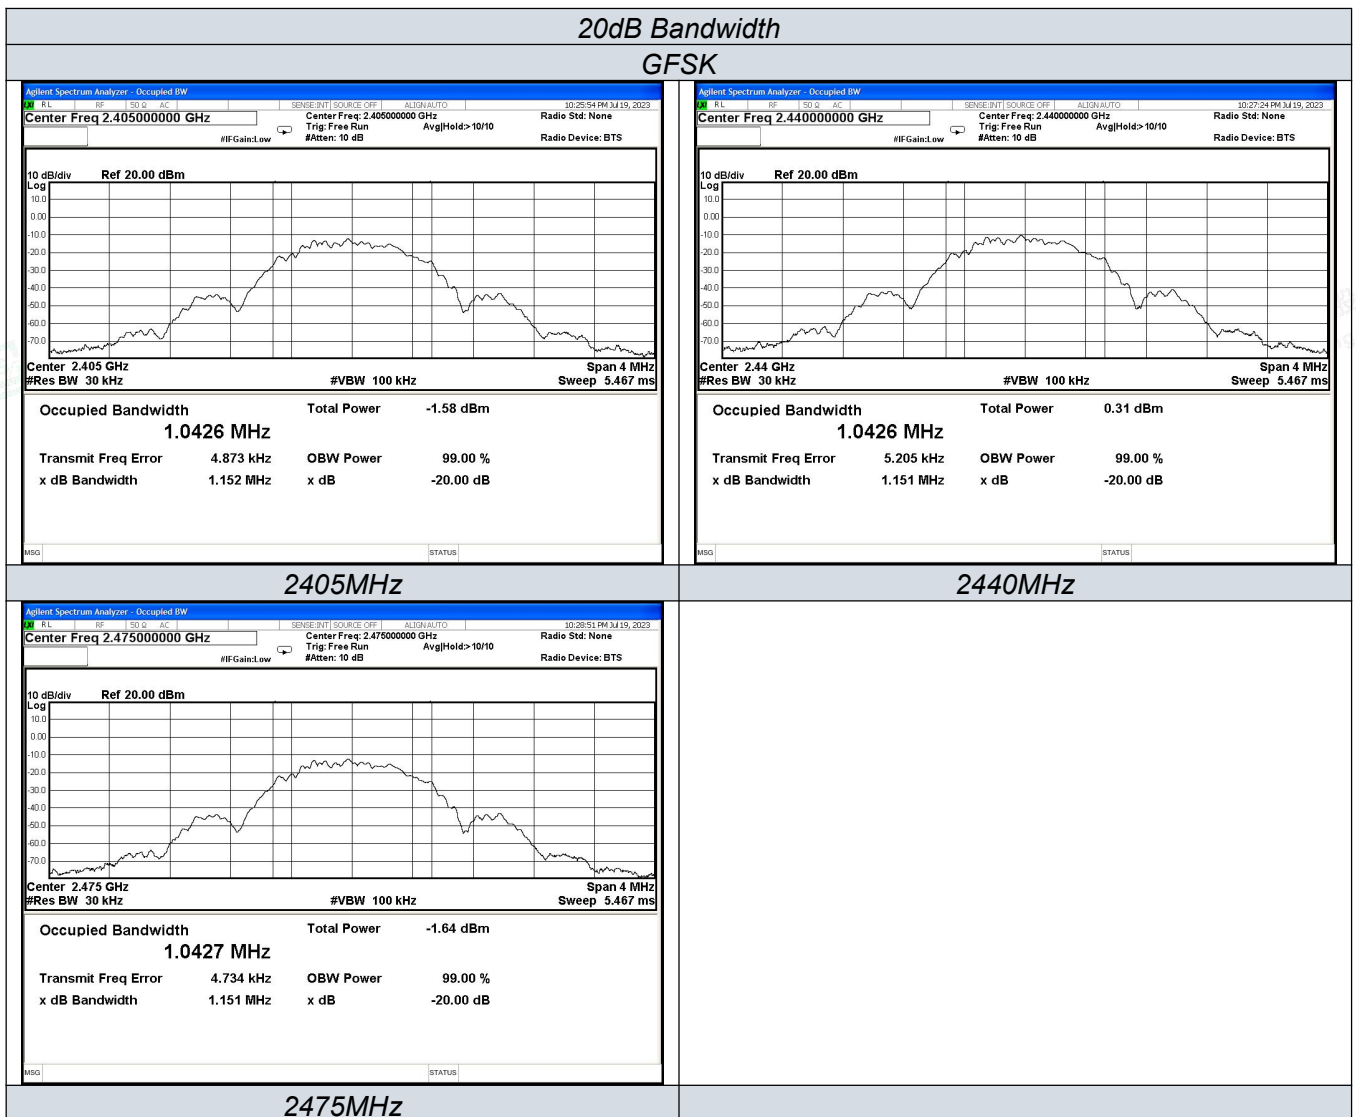 20dB Bandwidth
GFSK
Agilent Spectrum Analyzer - Occupied BW
LXI RL RF 50 Ω AC SENSE:INT SOURCE OFF ALIGN AUTO 10:25:54 PM Jul 19, 2023
Center Freq 2.405000000 GHz Center Freq: 2.405000000 GHz Radio Std: None
Trig: Free Run Avg|Hold:> 10/10
#IFGain:Low #Atten: 10 dB Radio Device: BTS
10 dB/div Ref 20.00 dBm
Log
10.0
0.00
-10.0
-20.0
-30.0
-40.0
-50.0
-60.0
-70.0
Center 2.405 GHz Span 4 MHz
#Res BW 30 kHz #VBW 100 kHz Sweep 5.467 ms
Occupied Bandwidth Total Power -1.58 dBm
1.0426 MHz
Transmit Freq Error 4.873 kHz OBW Power 99.00 %
x dB Bandwidth 1.152 MHz x dB -20.00 dB
MSG STATUS
Agilent Spectrum Analyzer - Occupied BW
LXI RL RF 50 Ω AC SENSE:INT SOURCE OFF ALIGN AUTO 10:27:24 PM Jul 19, 2023
Center Freq 2.440000000 GHz Center Freq: 2.440000000 GHz Radio Std: None
Trig: Free Run Avg|Hold:> 10/10
#IFGain:Low #Atten: 10 dB Radio Device: BTS
10 dB/div Ref 20.00 dBm
Log
10.0
0.00
-10.0
-20.0
-30.0
-40.0
-50.0
-60.0
-70.0
Center 2.44 GHz Span 4 MHz
#Res BW 30 kHz #VBW 100 kHz Sweep 5.467 ms
Occupied Bandwidth Total Power 0.31 dBm
1.0426 MHz
Transmit Freq Error 5.205 kHz OBW Power 99.00 %
x dB Bandwidth 1.151 MHz x dB -20.00 dB
MSG STATUS
2405MHz 2440MHz
Agilent Spectrum Analyzer - Occupied BW
LXI RL RF 50 Ω AC SENSE:INT SOURCE OFF ALIGN AUTO 10:28:51 PM Jul 19, 2023
Center Freq 2.475000000 GHz Center Freq: 2.475000000 GHz Radio Std: None
Trig: Free Run Avg|Hold:> 10/10
#IFGain:Low #Atten: 10 dB Radio Device: BTS
10 dB/div Ref 20.00 dBm
Log
10.0
0.00
-10.0
-20.0
-30.0
-40.0
-50.0
-60.0
-70.0
Center 2.475 GHz Span 4 MHz
#Res BW 30 kHz #VBW 100 kHz Sweep 5.467 ms
Occupied Bandwidth Total Power -1.64 dBm
1.0427 MHz
Transmit Freq Error 4.734 kHz OBW Power 99.00 %
x dB Bandwidth 1.151 MHz x dB -20.00 dB
MSG STATUS
2475MHz